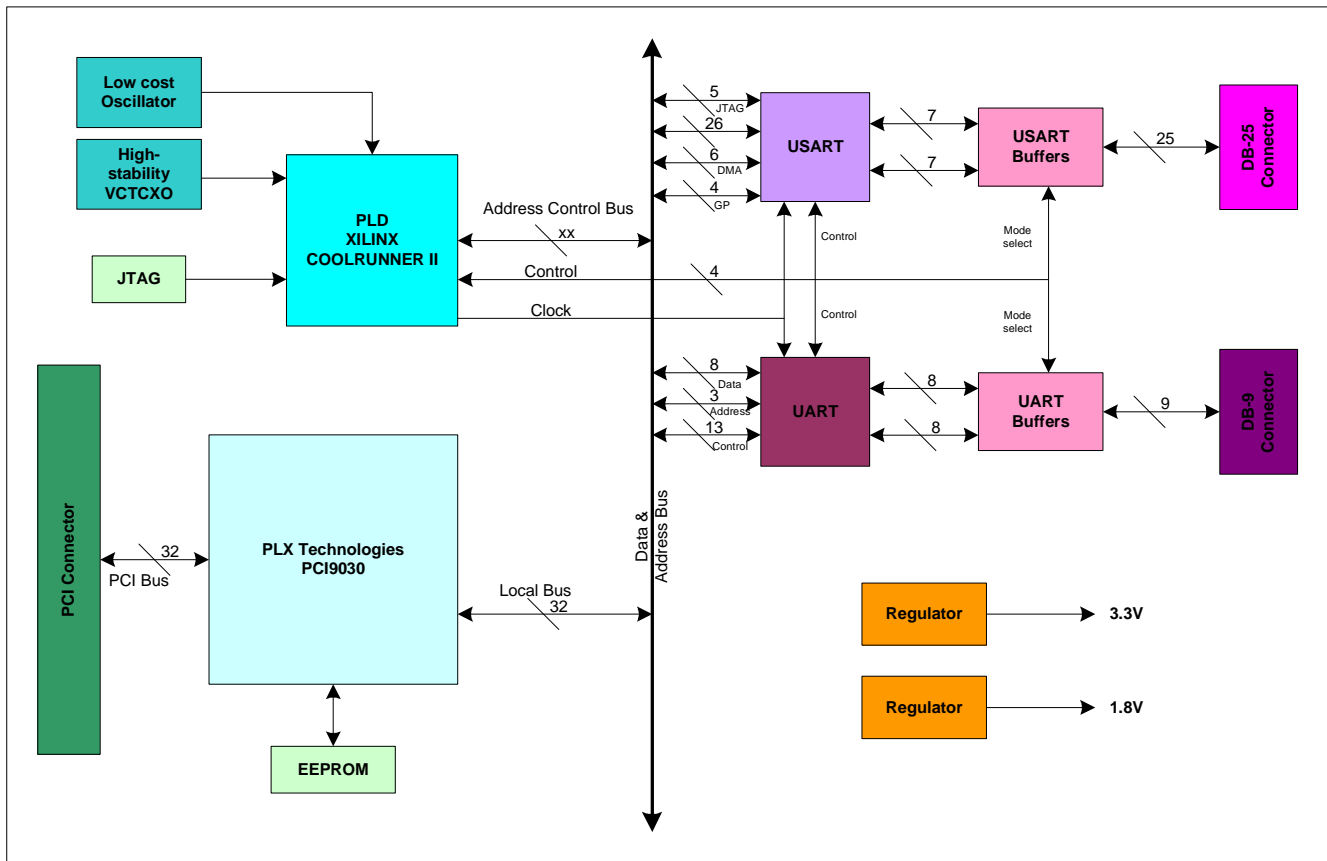 Low cost
Oscillator
High-
stability
VCTCXO
JTAG
PLD
XILINX
COOLRUNNER II
Address Control Bus
xx
Control
4
Clock
5
JTAG
26
6
DMA
4
GP
USART
7
7
USART
Buffers
25
DB-25
Connector
Control
Control
Mode
select
Mode
select
8
Data
3
Address
13
Control
UART
8
8
UART
Buffers
9
DB-9
Connector
PCI Connector
32
PCI Bus
PLX Technologies
PCI9030
Local Bus
32
Data &
Address Bus
EEPROM
Regulator
3.3V
Regulator
1.8V